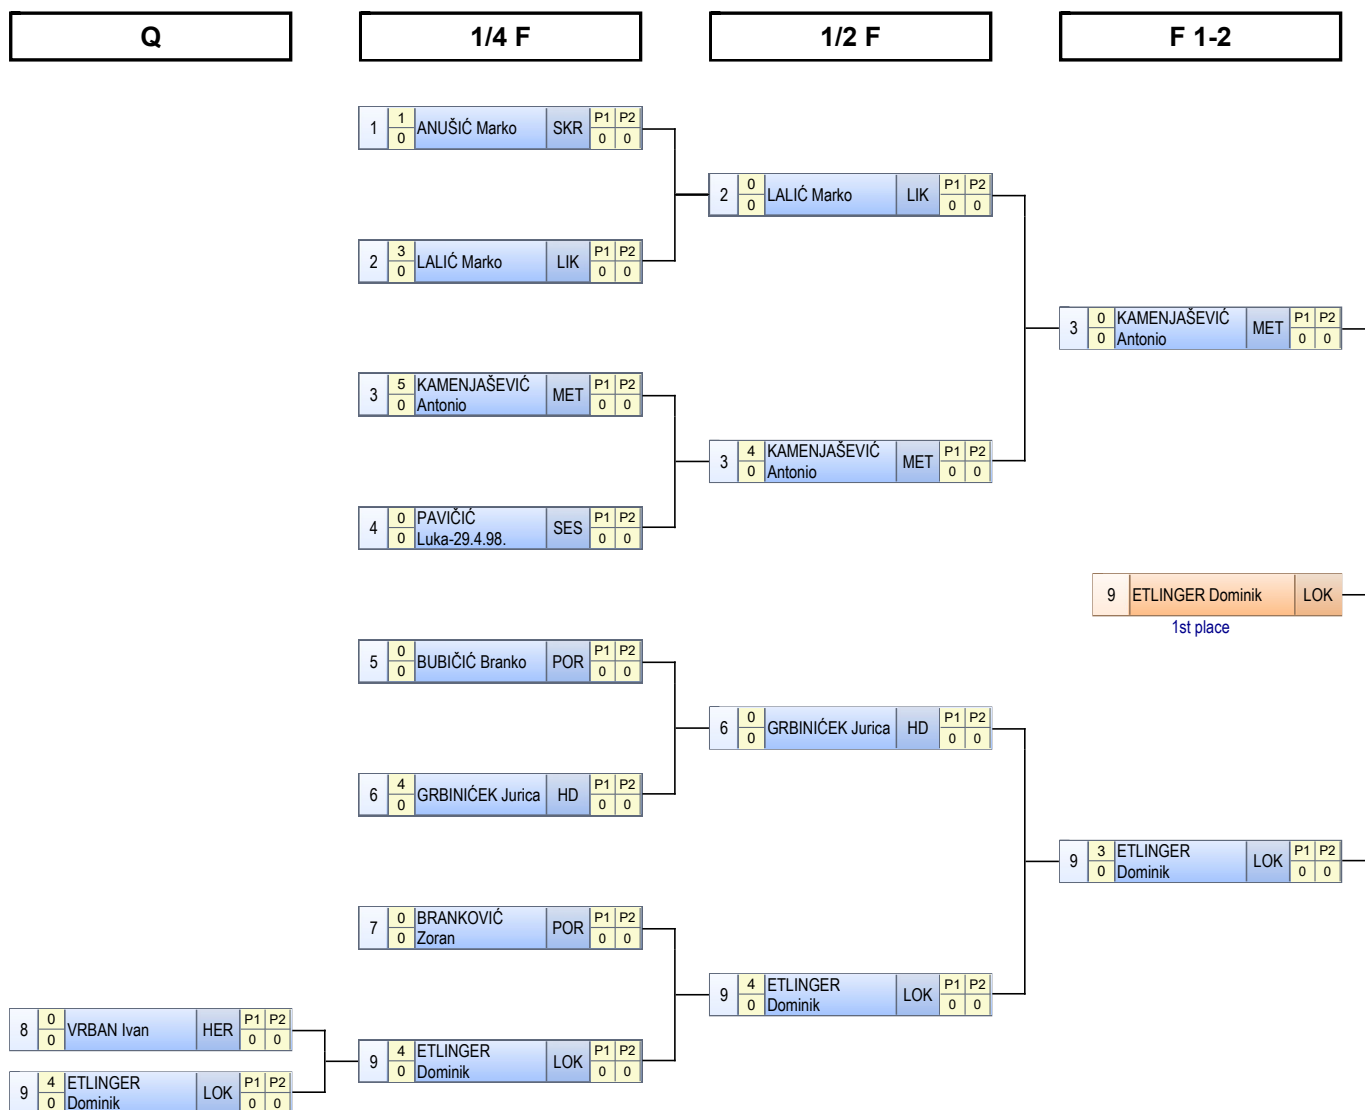 Q
1/4 F
1/2 F
F 1-2
1 1 0 ANUŠIĆ Marko SKR P1 P2 0 0
2 0 0 LALIĆ Marko LIK P1 P2 0 0
2 3 0 LALIĆ Marko LIK P1 P2 0 0
3 0 0 KAMENJAŠEVIĆ Antonio MET P1 P2 0 0
3 5 0 KAMENJAŠEVIĆ Antonio MET P1 P2 0 0
3 4 0 KAMENJAŠEVIĆ Antonio MET P1 P2 0 0
4 0 0 PAVIČIĆ Luka-29.4.98. SES P1 P2 0 0
9 ETLINGER Dominik LOK
1st place
5 0 0 BUBIČIĆ Branko POR P1 P2 0 0
6 0 0 GRBINIĆEK Jurica HD P1 P2 0 0
6 4 0 GRBINIĆEK Jurica HD P1 P2 0 0
9 3 0 ETLINGER Dominik LOK P1 P2 0 0
7 0 0 BRANKOVIĆ Zoran POR P1 P2 0 0
9 4 0 ETLINGER Dominik LOK P1 P2 0 0
8 0 0 VRBAN Ivan HER P1 P2 0 0
9 4 0 ETLINGER Dominik LOK P1 P2 0 0
9 4 0 ETLINGER Dominik LOK P1 P2 0 0